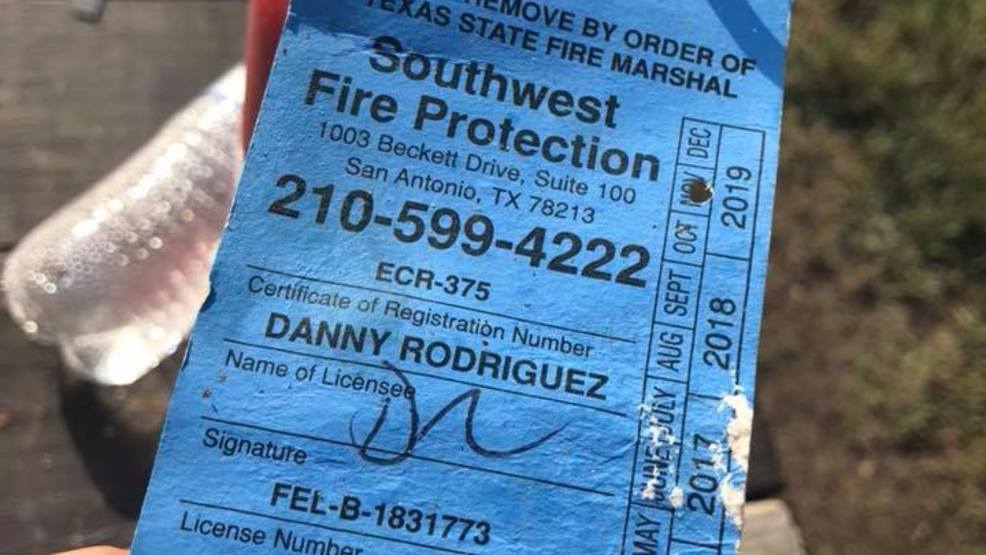 REMOVE BY ORDER OF
TEXAS STATE FIRE MARSHAL
Southwest
Fire Protection
1003 Beckett Drive, Suite 100
San Antonio, TX 78213
210-599-4222
ECR-375
Certificate of Registration Number
DANNY RODRIGUEZ
Name of Licensee
Signature
FEL-B-1831773
License Number
MAY JUNE JULY AUG SEPT OCT NOV DEC
2017 2018 2019